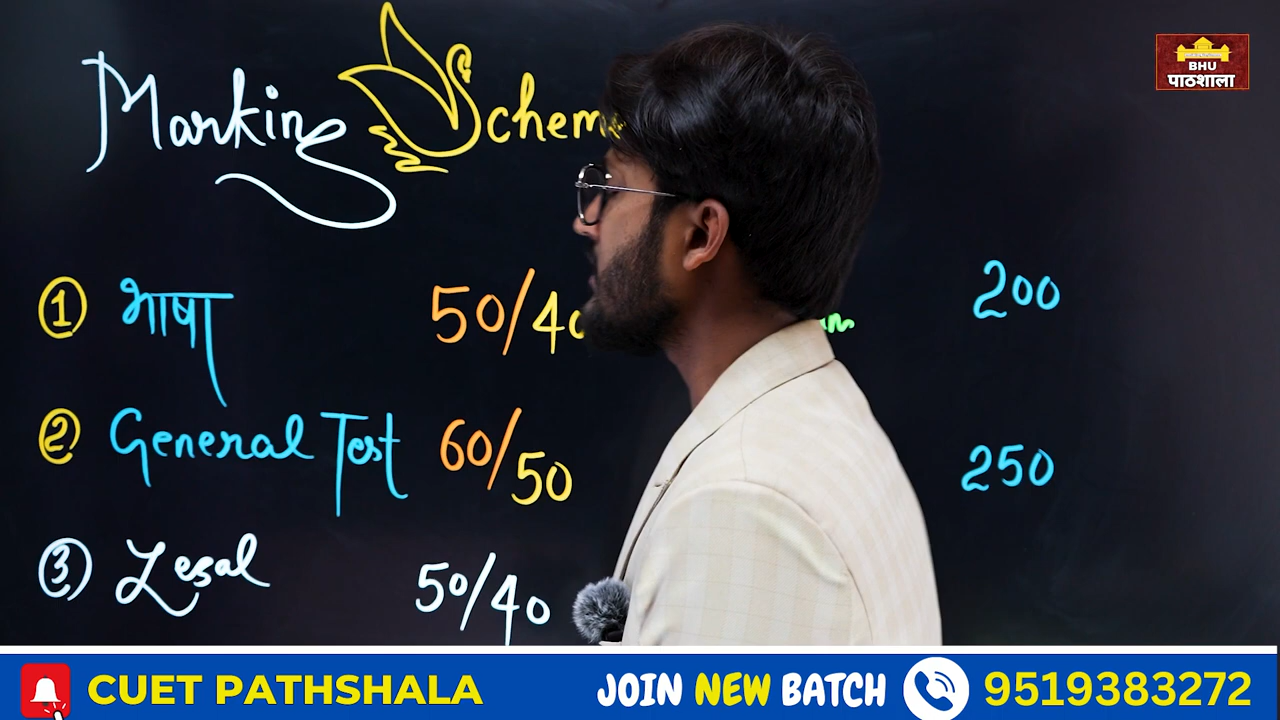 Marking Scheme
BHU
पाठशाला
1 भाषा 50/40 200
2 General Test 60/50 250
3 Legal 50/40
CUET PATHSHALA JOIN NEW BATCH 9519383272